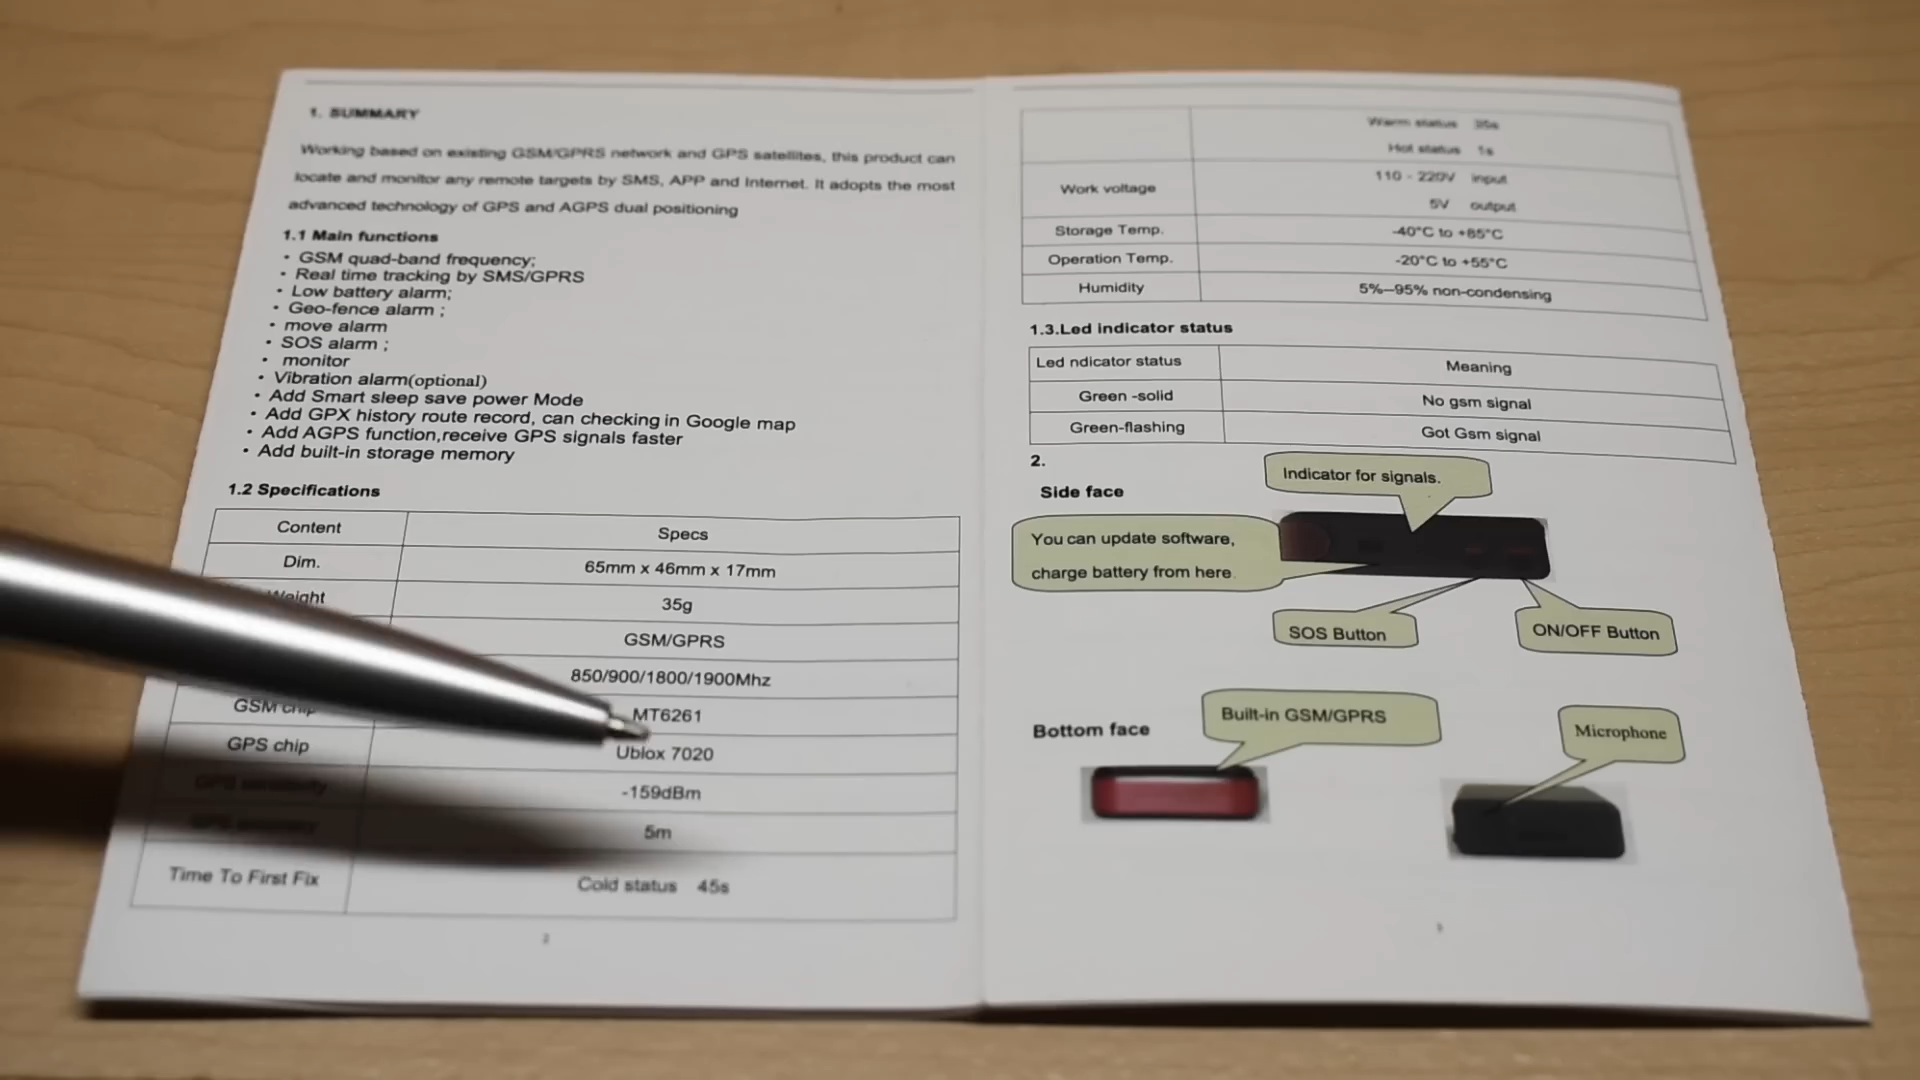 1. SUMMARY
Working based on existing GSM/GPRS network and GPS satellites, this product can
locate and monitor any remote targets by SMS, APP and Internet. It adopts the most
advanced technology of GPS and AGPS dual positioning
1.1 Main functions
• GSM quad-band frequency;
• Real time tracking by SMS/GPRS
• Low battery alarm;
• Geo-fence alarm ;
• move alarm
• SOS alarm ;
• monitor
• Vibration alarm(optional)
• Add Smart sleep save power Mode
• Add GPX history route record, can checking in Google map
• Add AGPS function,receive GPS signals faster
• Add built-in storage memory
1.2 Specifications
Content Specs
Dim. 65mm x 46mm x 17mm
Weight 35g
GSM/GPRS
850/900/1800/1900Mhz
GSM chip MT6261
GPS chip Ublox 7020
GPS sensitivity -159dBm
5m
Time To First Fix Cold status 45s
2
Warm status 35s
Hot status 1s
Work voltage 110 - 220V input
5V output
Storage Temp. -40°C to +85°C
Operation Temp. -20°C to +55°C
Humidity 5%--95% non-condensing
1.3.Led indicator status
Led ndicator status Meaning
Green -solid No gsm signal
Green-flashing Got Gsm signal
2.
Side face
Indicator for signals.
You can update software,
charge battery from here.
SOS Button
ON/OFF Button
Bottom face
Built-in GSM/GPRS
Microphone
3